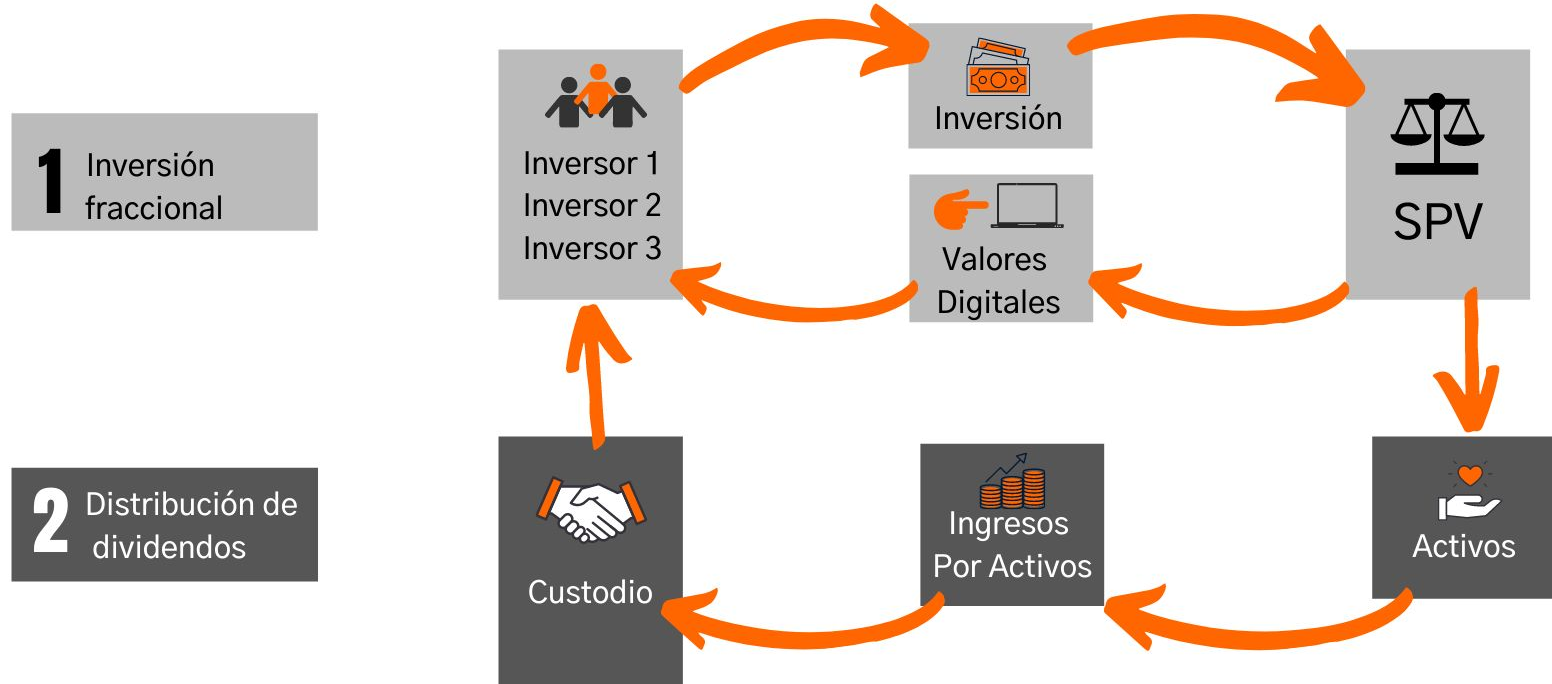 1 Inversión
fraccional
Inversor 1
Inversor 2
Inversor 3
Inversión
Valores
Digitales
SPV
2 Distribución de
dividendos
Custodio
Ingresos
Por Activos
Activos